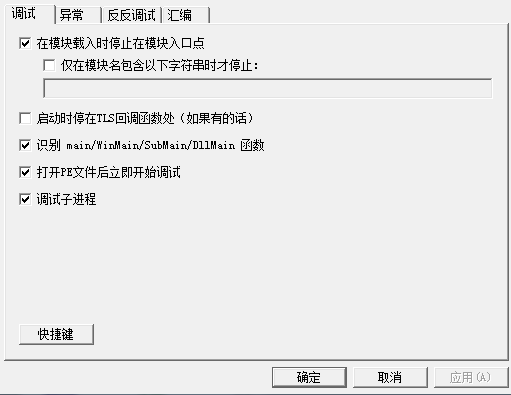 调试 异常 反反调试 汇编
在模块载入时停止在模块入口点
仅在模块名包含以下字符串时才停止:
启动时停在TLS回调函数处(如果有的话)
识别 main/WinMain/SubMain/DllMain 函数
打开PE文件后立即开始调试
调试子进程
快捷键
确定 取消 应用(A)